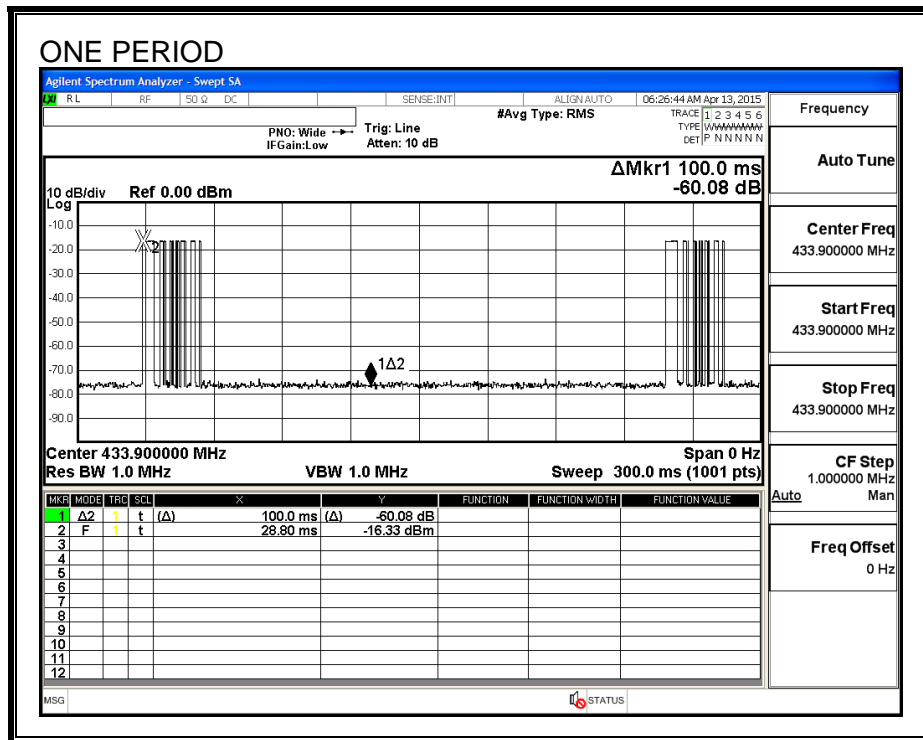 ONE PERIOD
Agilent Spectrum Analyzer - Swept SA
LXI RL RF 50 Ω DC SENSE:INT ALIGN AUTO 06:26:44 AM Apr 13, 2015
#Avg Type: RMS
TRACE 1 2 3 4 5 6
PNO: Wide Trig: Line
TYPE WWWWWW
IFGain:Low Atten: 10 dB
DET P N N N N N
ΔMkr1 100.0 ms
-60.08 dB
10 dB/div Ref 0.00 dBm
Log
-10.0
-20.0
-30.0
-40.0
-50.0
-60.0
-70.0
-80.0
-90.0
2
1Δ2
Center 433.900000 MHz Span 0 Hz
Res BW 1.0 MHz VBW 1.0 MHz Sweep 300.0 ms (1001 pts)
MKR MODE TRC SCL X Y FUNCTION FUNCTION WIDTH FUNCTION VALUE
1 Δ2 1 t (Δ) 100.0 ms (Δ) -60.08 dB
2 F 1 t 28.80 ms -16.33 dBm
3
4
5
6
7
8
9
10
11
12
MSG STATUS
Frequency
Auto Tune
Center Freq
433.900000 MHz
Start Freq
433.900000 MHz
Stop Freq
433.900000 MHz
CF Step
1.000000 MHz
Auto Man
Freq Offset
0 Hz